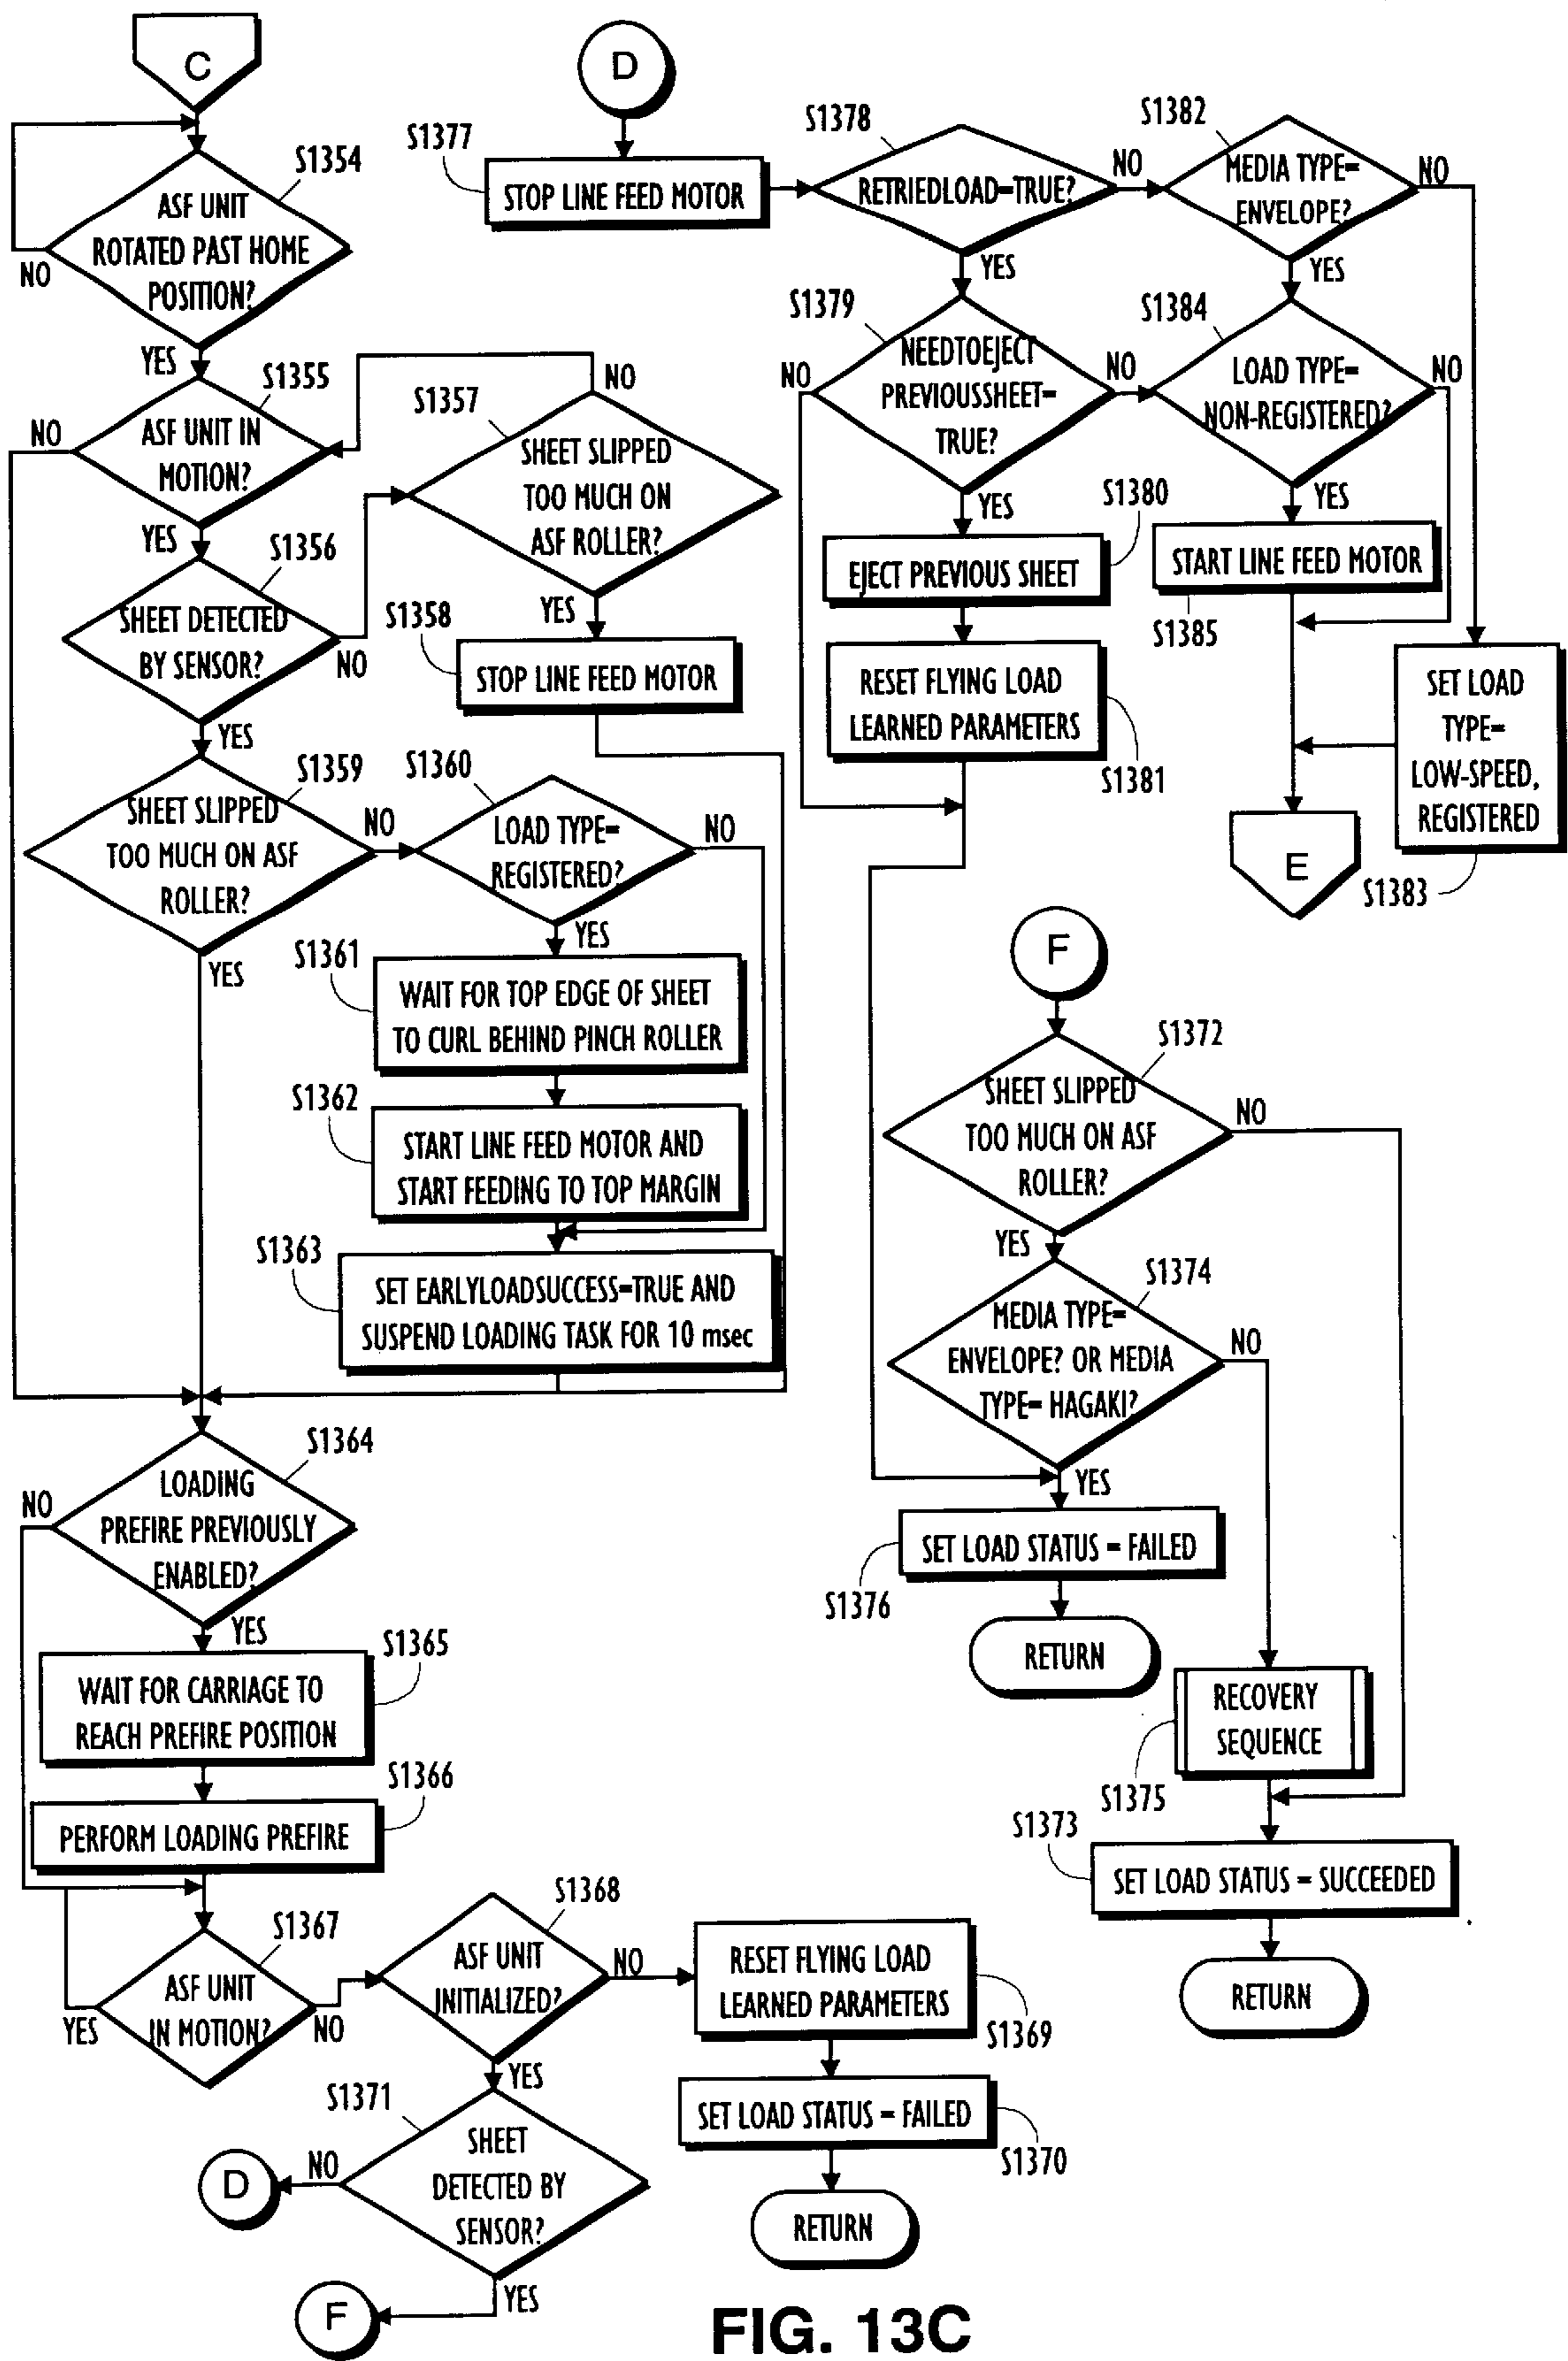 C
S1354
ASF UNIT
ROTATED PAST HOME
POSITION?
NO
YES
S1355
ASF UNIT IN
MOTION?
NO
YES
S1356
SHEET DETECTED
BY SENSOR?
NO
YES
S1357
SHEET SLIPPED
TOO MUCH ON
ASF ROLLER?
NO
YES
S1358
STOP LINE FEED MOTOR
S1359
SHEET SLIPPED
TOO MUCH ON ASF
ROLLER?
NO
YES
S1360
LOAD TYPE=
REGISTERED?
NO
YES
S1361
WAIT FOR TOP EDGE OF SHEET
TO CURL BEHIND PINCH ROLLER
S1362
START LINE FEED MOTOR AND
START FEEDING TO TOP MARGIN
S1363
SET EARLYLOADSUCCESS=TRUE AND
SUSPEND LOADING TASK FOR 10 msec
S1364
LOADING
PREFIRE PREVIOUSLY
ENABLED?
NO
YES
S1365
WAIT FOR CARRIAGE TO
REACH PREFIRE POSITION
S1366
PERFORM LOADING PREFIRE
S1367
ASF UNIT
IN MOTION?
YES
NO
S1368
ASF UNIT
INITIALIZED?
NO
YES
RESET FLYING LOAD
LEARNED PARAMETERS
S1369
SET LOAD STATUS = FAILED
S1370
RETURN
S1371
SHEET
DETECTED BY
SENSOR?
NO
D
YES
F
D
S1377
STOP LINE FEED MOTOR
S1378
RETRIEDLOAD=TRUE?
NO
YES
S1379
NEEDTOEJECT
PREVIOUSSHEET=
TRUE?
NO
NO
YES
S1380
EJECT PREVIOUS SHEET
RESET FLYING LOAD
LEARNED PARAMETERS
S1381
S1382
MEDIA TYPE=
ENVELOPE?
NO
YES
S1384
LOAD TYPE=
NON-REGISTERED?
NO
YES
START LINE FEED MOTOR
S1385
SET LOAD
TYPE=
LOW-SPEED,
REGISTERED
S1383
E
F
S1372
SHEET SLIPPED
TOO MUCH ON ASF
ROLLER?
NO
YES
S1374
MEDIA TYPE=
ENVELOPE? OR MEDIA
TYPE= HAGAKI?
NO
YES
SET LOAD STATUS = FAILED
S1376
RETURN
RECOVERY
SEQUENCE
S1375
S1373
SET LOAD STATUS = SUCCEEDED
RETURN
FIG. 13C